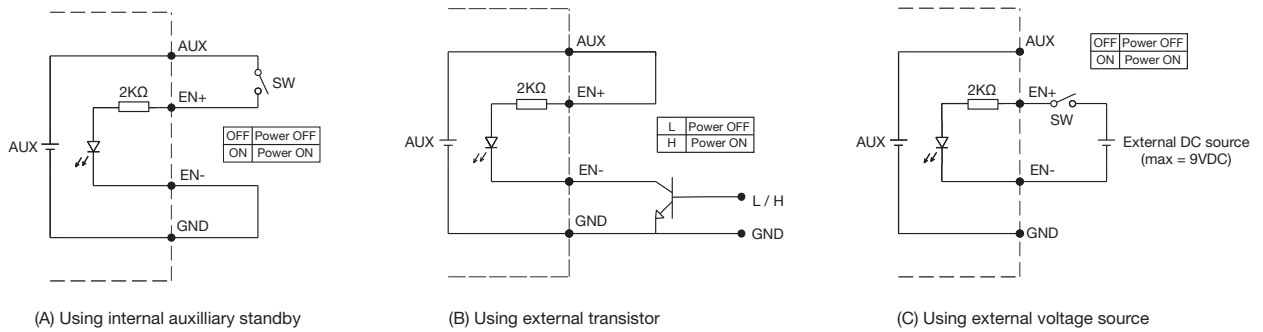 AUX
SW
2KΩ
EN+
OFF Power OFF
ON Power ON
AUX
EN-
GND
(A) Using internal auxilliary standby
AUX
2KΩ
EN+
L Power OFF
H Power ON
AUX
EN-
L / H
GND
GND
(B) Using external transistor
AUX
OFF Power OFF
ON Power ON
2KΩ
EN+
SW
AUX
External DC source
(max = 9VDC)
EN-
GND
(C) Using external voltage source